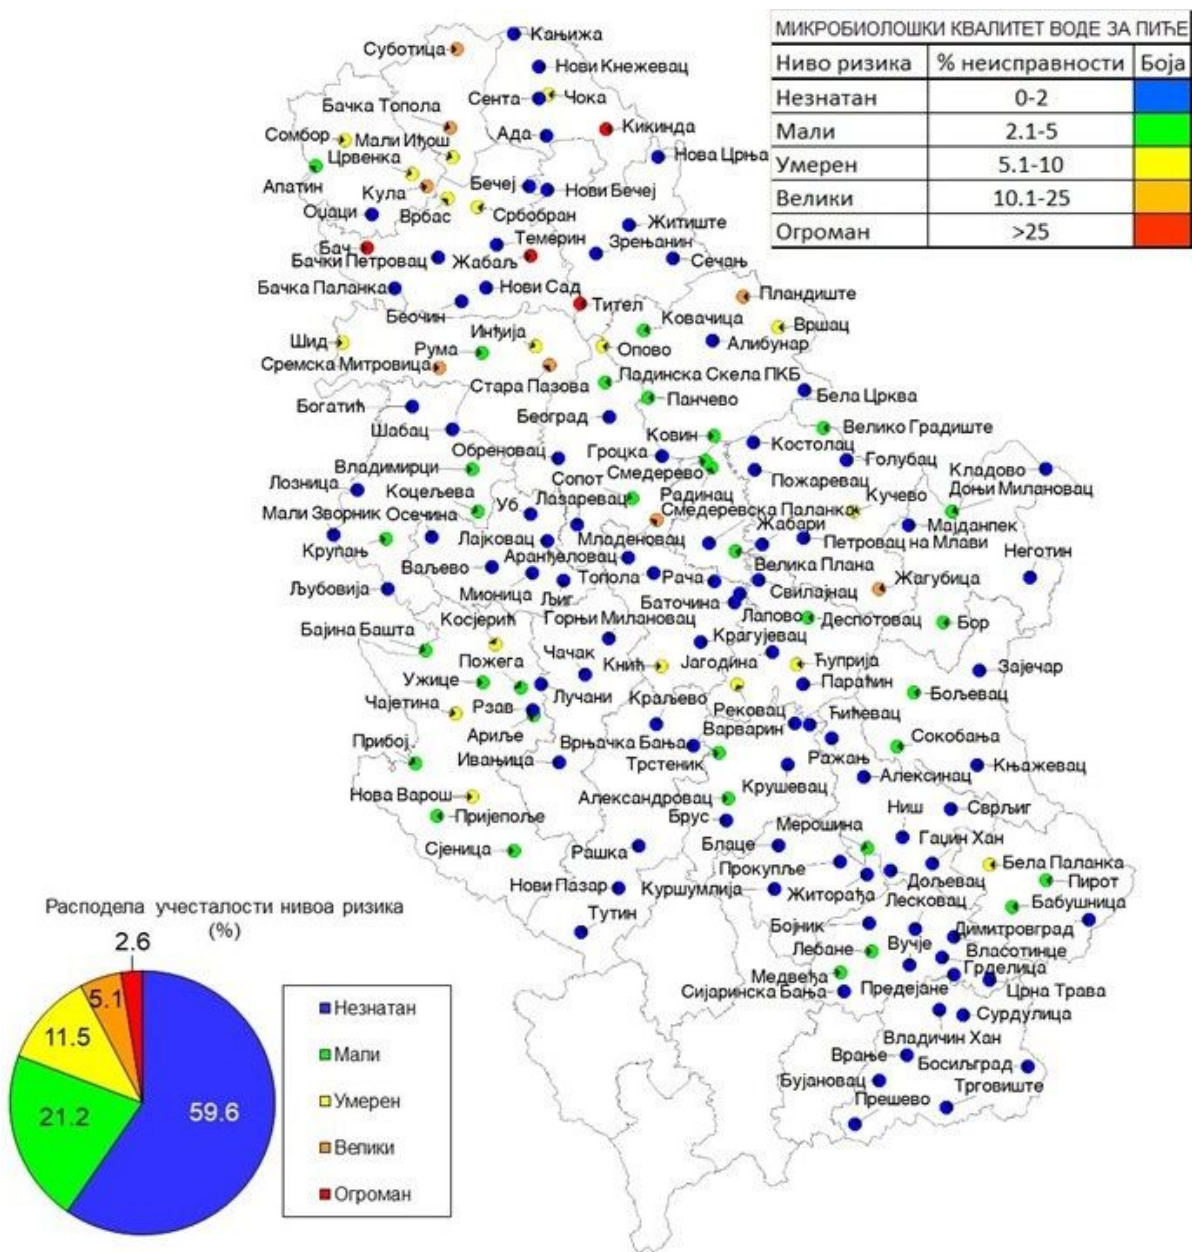 МИКРОБИОЛОШКИ КВАЛИТЕТ ВОДЕ ЗА ПИЋЕ
Ниво ризика % неисправности Боја
Незнатан 0-2
Мали 2.1-5
Умерен 5.1-10
Велики 10.1-25
Огроман >25
Кањижа
Суботица
Нови Кнежевац
Сента
Чока
Бачка Топола
Ада
Кикинда
Сомбор
Мали Иђош
Црвенка
Нова Црња
Апатин
Кула
Бечеј
Нови Бечеј
Оџаци
Врбас
Србобран
Житиште
Бач
Темерин
Зрењанин
Бачки Петровац
Жабаљ
Сечањ
Бачка Паланка
Нови Сад
Беочин
Тител
Пландиште
Ковачица
Вршац
Шид
Рума
Инђија
Опово
Алибунар
Сремска Митровица
Стара Пазова
Падинска Скела ПКБ
Панчево
Бела Црква
Богатић
Београд
Шабац
Ковин
Велико Градиште
Обреновац
Гроцка
Костолац
Голубац
Владимирци
Смедерево
Пожаревац
Кладово
Лозница
Коцељева
Сопот
Радинац
Кучево
Доњи Милановац
Мали Зворник
Осечина
Уб
Лазаревац
Смедеревска Паланка
Жабари
Мајданпек
Крупањ
Лајковац
Младеновац
Петровац на Млави
Неготин
Ваљево
Аранђеловац
Велика Плана
Љубовија
Мионица
Љиг
Топола
Рача
Свилајнац
Жагубица
Баточина
Косјерић
Горњи Милановац
Лапово
Деспотовац
Бор
Бајина Башта
Крагујевац
Пожега
Чачак
Кнић
Јагодина
Ћуприја
Зајечар
Ужице
Лучани
Параћин
Бољевац
Чајетина
Рзав
Краљево
Рековац
Ариље
Варварин
Ћићевац
Прибој
Врњачка Бања
Сокобања
Ивањица
Трстеник
Ражањ
Књажевац
Нова Варош
Крушевац
Алексинац
Пријепоље
Александровац
Ниш
Сврљиг
Брус
Мерошина
Гаџин Хан
Сјеница
Рашка
Блаце
Бела Паланка
Прокупље
Пирот
Нови Пазар
Куршумлија
Житорађа
Дољевац
Бабушница
Тутин
Лесковац
Бојник
Димитровград
Лебане
Вучје
Власотинце
Медвеђа
Грделица
Сијаринска Бања
Предејане
Црна Трава
Сурдулица
Владичин Хан
Врање
Босиљград
Бујановац
Трговиште
Прешево
Расподела учесталости нивоа ризика
(%)
2.6
5.1
11.5
21.2
59.6
Незнатан
Мали
Умерен
Велики
Огроман